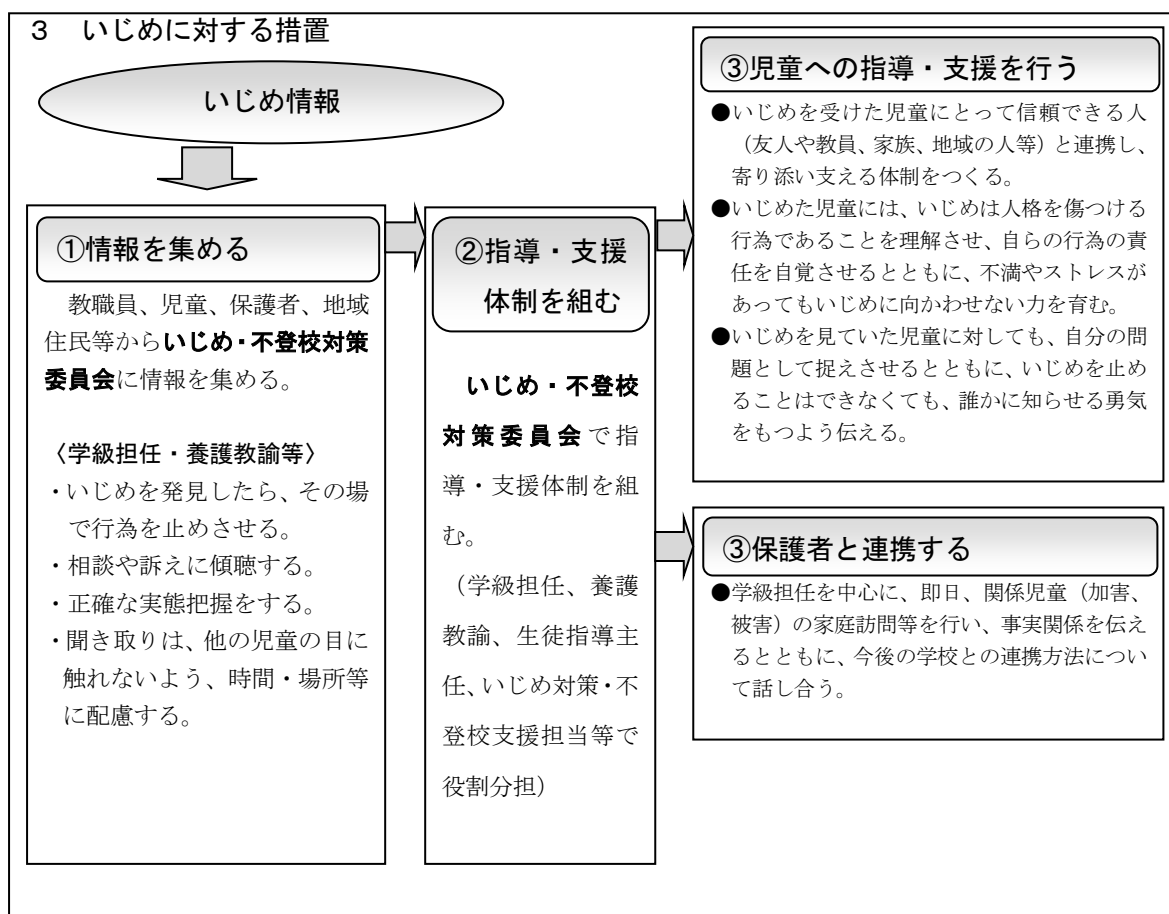 ３　いじめに対する措置
いじめ情報
①情報を集める
教職員、児童、保護者、地域
住民等からいじめ・不登校対策
委員会に情報を集める。
〈学級担任・養護教諭等〉
・いじめを発見したら、その場
で行為を止めさせる。
・相談や訴えに傾聴する。
・正確な実態把握をする。
・聞き取りは、他の児童の目に
触れないよう、時間・場所等
に配慮する。
②指導・支援
体制を組む
いじめ・不登校
対策委員会で指
導・支援体制を組
む。
（学級担任、養護
教諭、生徒指導主
任、いじめ対策・不
登校支援担当等で
役割分担）
③児童への指導・支援を行う
●いじめを受けた児童にとって信頼できる人
（友人や教員、家族、地域の人等）と連携し、
寄り添い支える体制をつくる。
●いじめた児童には、いじめは人格を傷つける
行為であることを理解させ、自らの行為の責
任を自覚させるとともに、不満やストレスが
あってもいじめに向かわせない力を育む。
●いじめを見ていた児童に対しても、自分の問
題として捉えさせるとともに、いじめを止め
ることはできなくても、誰かに知らせる勇気
をもつよう伝える。
③保護者と連携する
●学級担任を中心に、即日、関係児童（加害、
被害）の家庭訪問等を行い、事実関係を伝え
るとともに、今後の学校との連携方法につい
て話し合う。